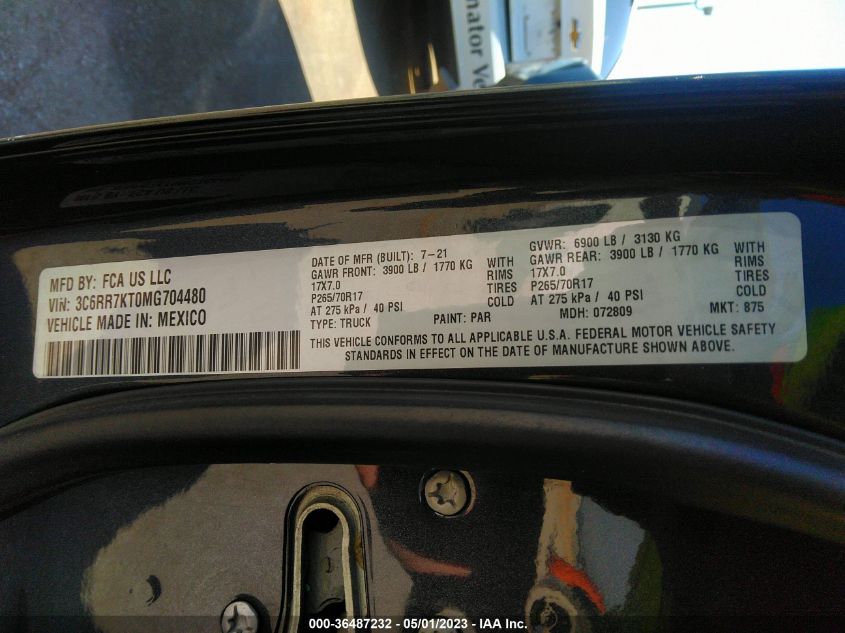 nator Ve
MFD BY: FCA US LLC
VIN: 3C6RR7KT0MG704480
VEHICLE MADE IN: MEXICO
DATE OF MFR (BUILT): 7-21
GAWR FRONT: 3900 LB / 1770 KG WITH
17X7.0 RIMS
P265/70R17 TIRES
AT 275 kPa / 40 PSI COLD
TYPE: TRUCK PAINT: PAR
GVWR: 6900 LB / 3130 KG
GAWR REAR: 3900 LB / 1770 KG WITH
17X7.0 RIMS
P265/70R17 TIRES
AT 275 kPa / 40 PSI COLD
MDH: 072809 MKT: 875
THIS VEHICLE CONFORMS TO ALL APPLICABLE U.S.A. FEDERAL MOTOR VEHICLE SAFETY
STANDARDS IN EFFECT ON THE DATE OF MANUFACTURE SHOWN ABOVE.
000-36487232 - 05/01/2023 - IAA Inc.